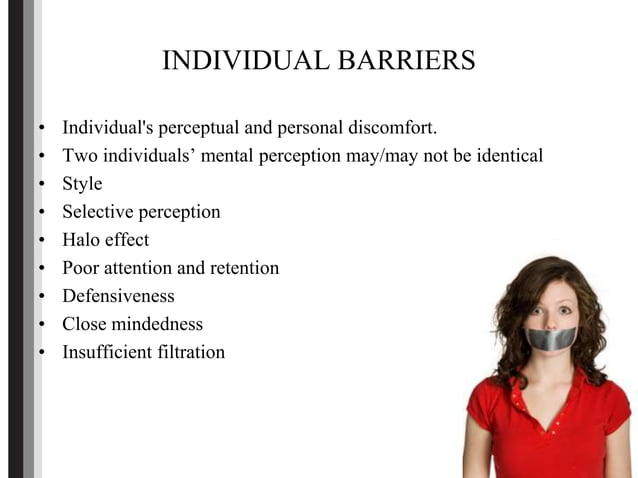 INDIVIDUAL BARRIERS
• Individual's perceptual and personal discomfort.
• Two individuals’ mental perception may/may not be identical
• Style
• Selective perception
• Halo effect
• Poor attention and retention
• Defensiveness
• Close mindedness
• Insufficient filtration